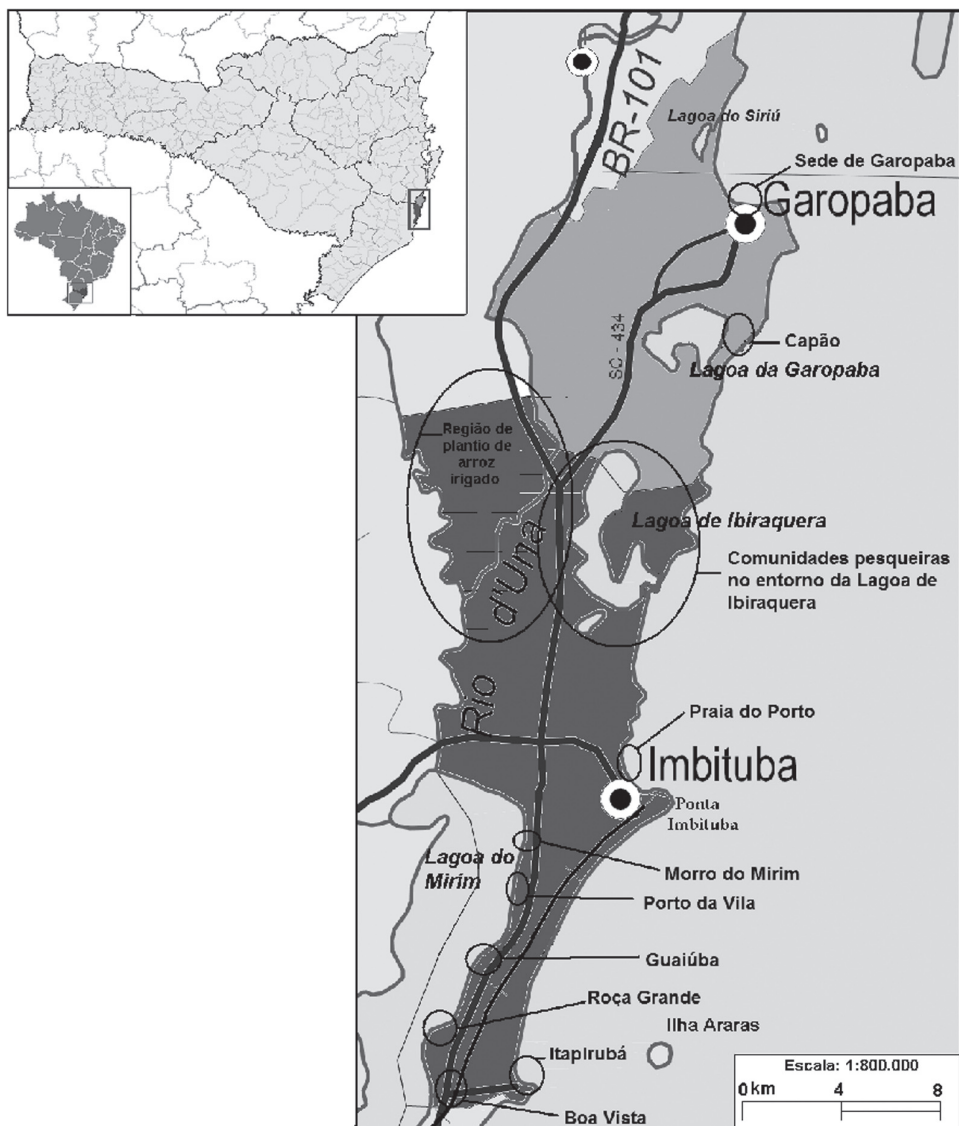 BR-101
Lagoa do Siriú
Sede de Garopaba
Garopaba
SC - 434
Capão
Lagoa da Garopaba
Região de
plantio de
arroz
irigado
Lagoa de Ibiraquera
Comunidades pesqueiras
no entorno da Lagoa de
Ibiraquera
Rio d'Una
Praia do Porto
Imbituba
Ponta
Imbituba
Lagoa do
Mirim
Morro do Mirim
Porto da Vila
Guaiúba
Roça Grande
Ilha Araras
Itapirubá
Boa Vista
Escala: 1:800.000
0 km 4 8